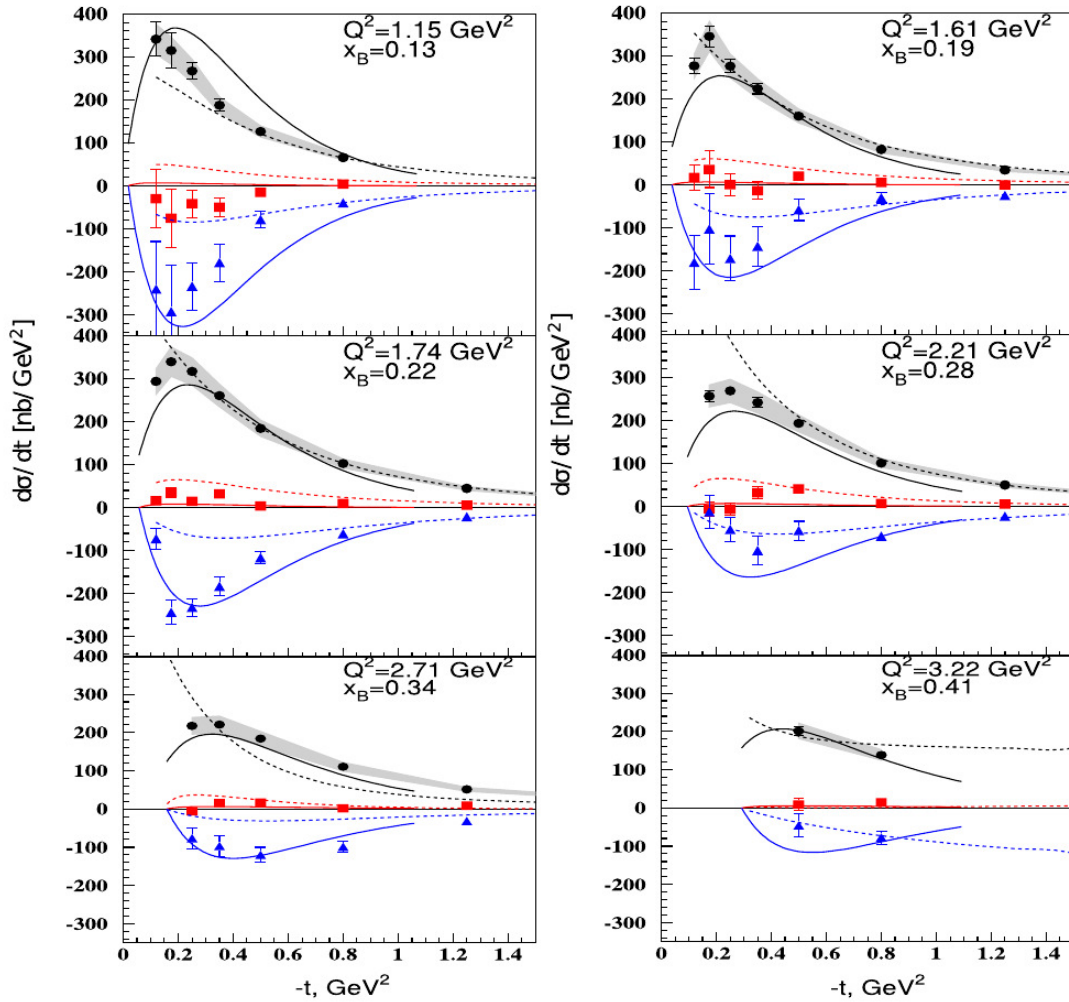 400
300
200
100
0
-100
-200
-300
Q²=1.15 GeV²
x_B=0.13
400
300
200
100
0
-100
-200
-300
Q²=1.61 GeV²
x_B=0.19
dσ/dt [nb/GeV²]
400
300
200
100
0
-100
-200
-300
Q²=1.74 GeV²
x_B=0.22
dσ/dt [nb/GeV²]
400
300
200
100
0
-100
-200
-300
Q²=2.21 GeV²
x_B=0.28
400
300
200
100
0
-100
-200
-300
Q²=2.71 GeV²
x_B=0.34
0 0.2 0.4 0.6 0.8 1 1.2 1.4
-t, GeV²
400
300
200
100
0
-100
-200
-300
Q²=3.22 GeV²
x_B=0.41
0 0.2 0.4 0.6 0.8 1 1.2 1.4
-t, GeV²